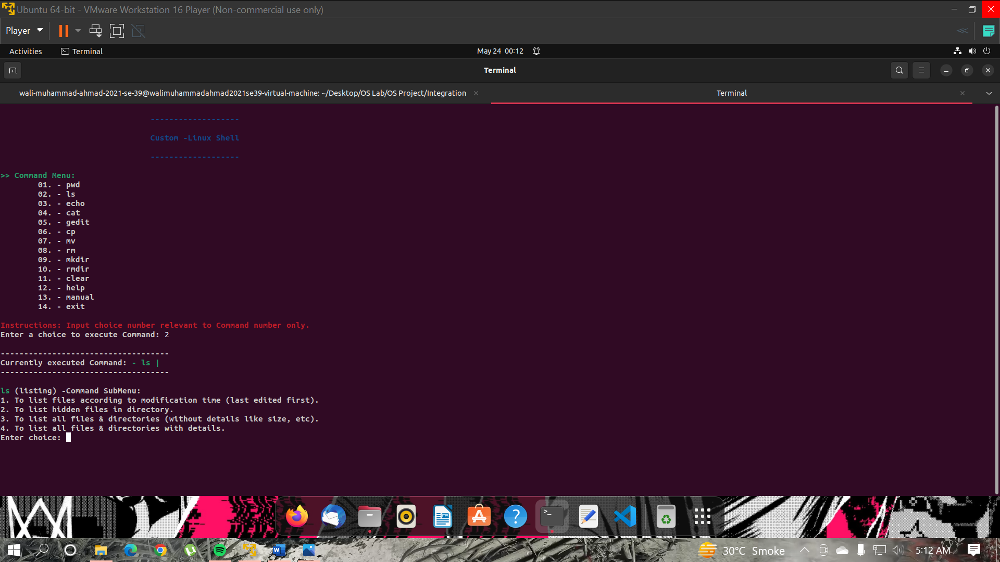 Ubuntu 64-bit - VMware Workstation 16 Player (Non-commercial use only)
Player
Activities
Terminal
May 24 00:12
Terminal
wali-muhammad-ahmad-2021-se-39@walimuhammadahmad2021se39-virtual-machine: ~/Desktop/OS Lab/OS Project/Integration
Terminal
-------------------
Custom -Linux Shell
-------------------
>> Command Menu:
01. - pwd
02. - ls
03. - echo
04. - cat
05. - gedit
06. - cp
07. - mv
08. - rm
09. - mkdir
10. - rmdir
11. - clear
12. - help
13. - manual
14. - exit
Instructions: Input choice number relevant to Command number only.
Enter a choice to execute Command: 2
------------------------------------
Currently executed Command: - ls |
------------------------------------
ls (listing) -Command SubMenu:
1. To list files according to modification time (last edited first).
2. To list hidden files in directory.
3. To list all files & directories (without details like size, etc).
4. To list all files & directories with details.
Enter choice:
30°C Smoke
5:12 AM